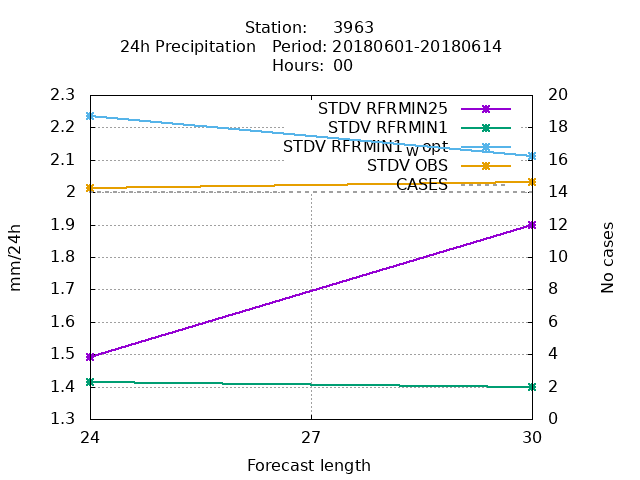 Station: 3963
24h Precipitation Period: 20180601-20180614
Hours: 00
STDV RFRMIN25
STDV RFRMIN1
STDV RFRMIN1_W opt
STDV OBS
CASES
mm/24h
2.3
2.2
2.1
2
1.9
1.8
1.7
1.6
1.5
1.4
1.3
20
18
16
14
12
10
8
6
4
2
0
No cases
24 27 30
Forecast length